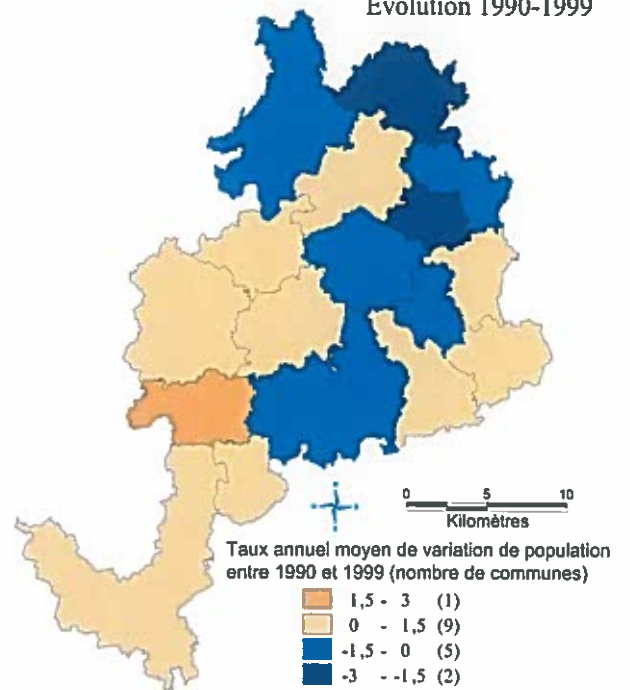 Evolution 1990-1999
0 5 10
Kilomètres
Taux annuel moyen de variation de population
entre 1990 et 1999 (nombre de communes)
1,5 - 3 (1)
0 - 1,5 (9)
-1,5 - 0 (5)
-3 - -1,5 (2)